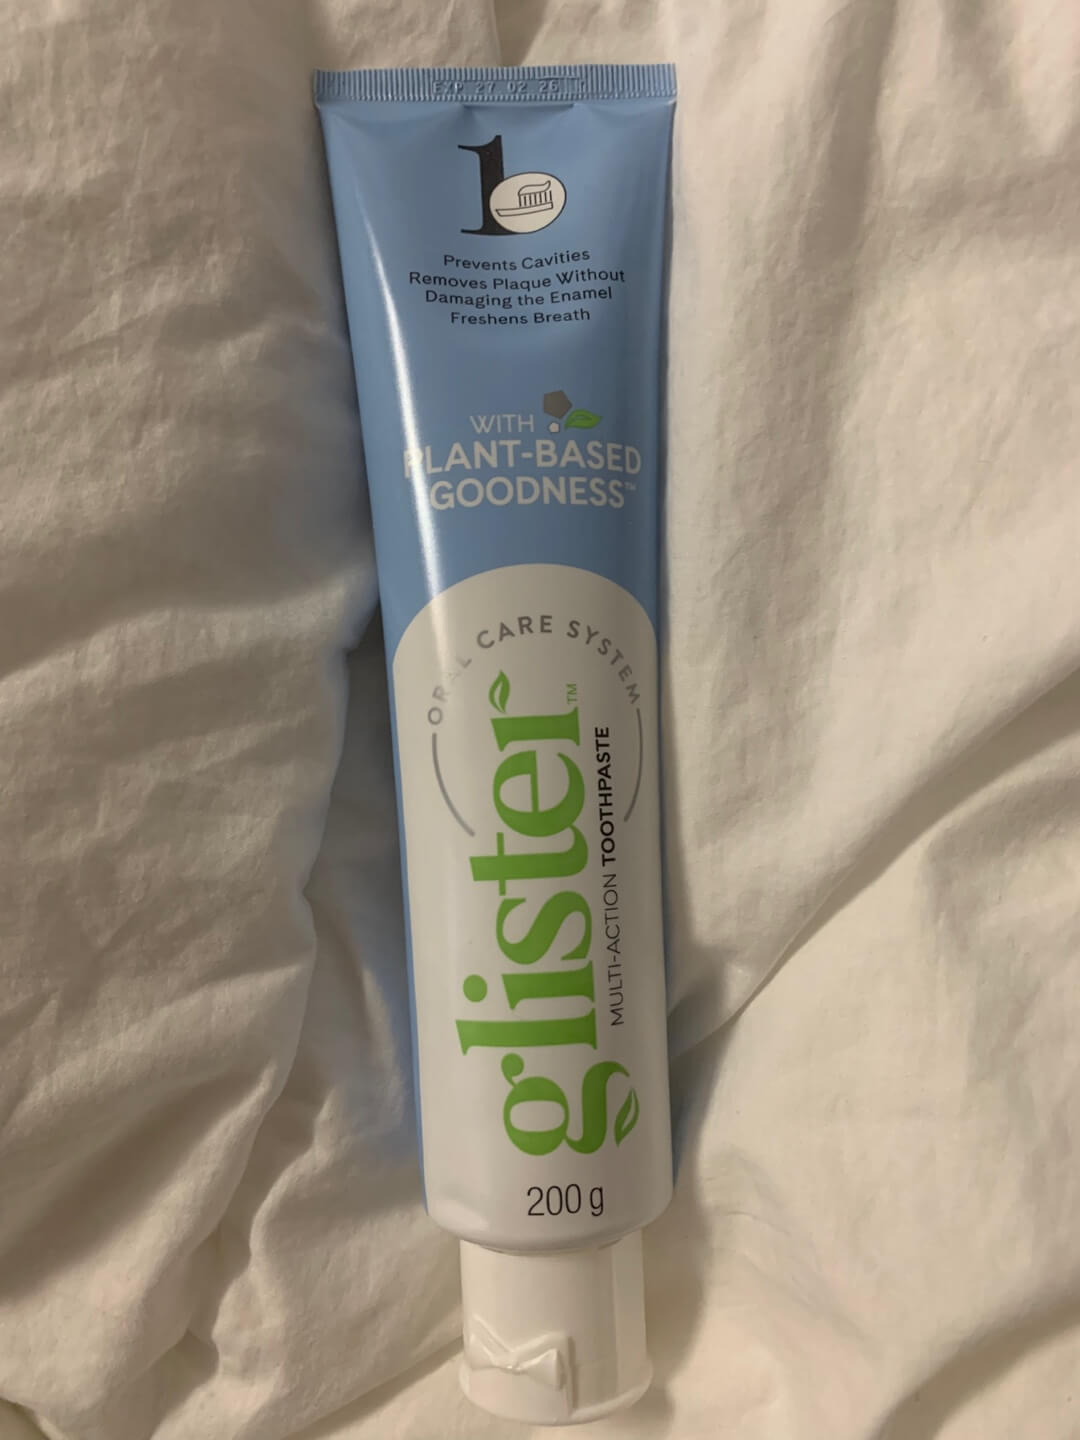 EXP 27 02 26
1
Prevents Cavities
Removes Plaque Without
Damaging the Enamel
Freshens Breath
WITH
PLANT-BASED
GOODNESS™
ORAL CARE SYSTEM
glister™
MULTI-ACTION TOOTHPASTE
200 g